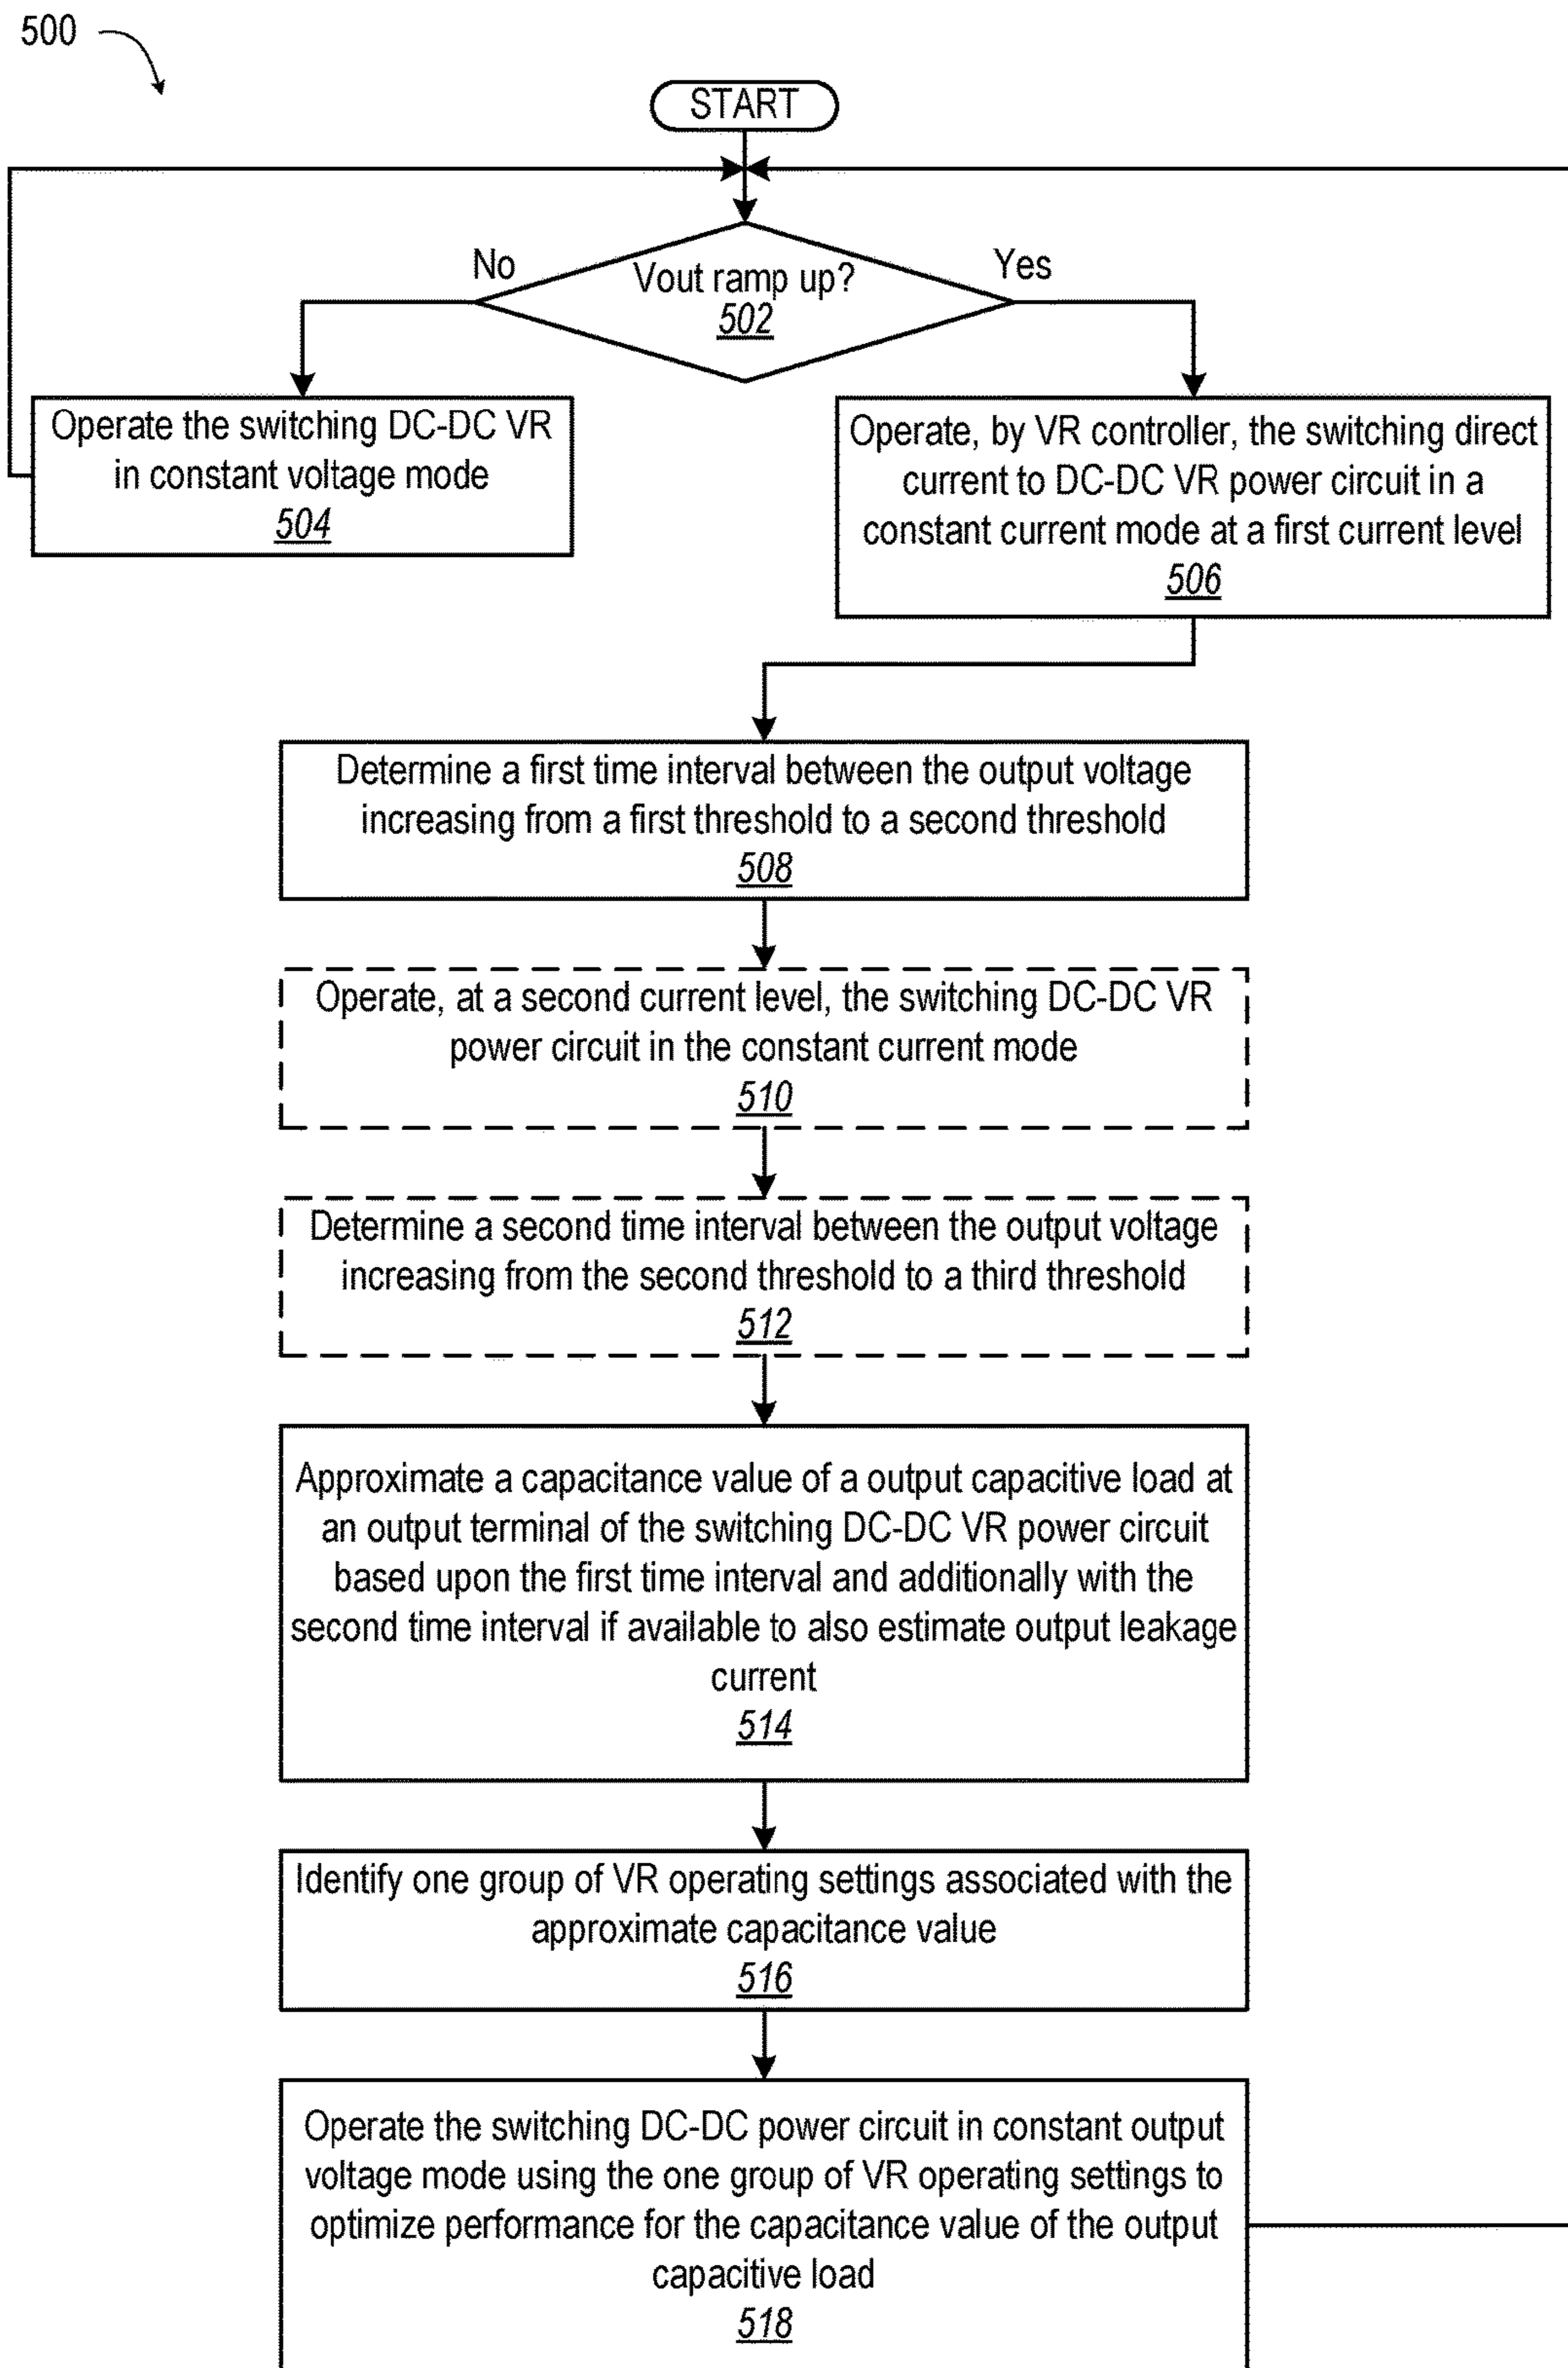 500
START
No
Yes
Vout ramp up?
502
Operate the switching DC-DC VR
in constant voltage mode
504
Operate, by VR controller, the switching direct
current to DC-DC VR power circuit in a
constant current mode at a first current level
506
Determine a first time interval between the output voltage
increasing from a first threshold to a second threshold
508
Operate, at a second current level, the switching DC-DC VR
power circuit in the constant current mode
510
Determine a second time interval between the output voltage
increasing from the second threshold to a third threshold
512
Approximate a capacitance value of a output capacitive load at
an output terminal of the switching DC-DC VR power circuit
based upon the first time interval and additionally with the
second time interval if available to also estimate output leakage
current
514
Identify one group of VR operating settings associated with the
approximate capacitance value
516
Operate the switching DC-DC power circuit in constant output
voltage mode using the one group of VR operating settings to
optimize performance for the capacitance value of the output
capacitive load
518